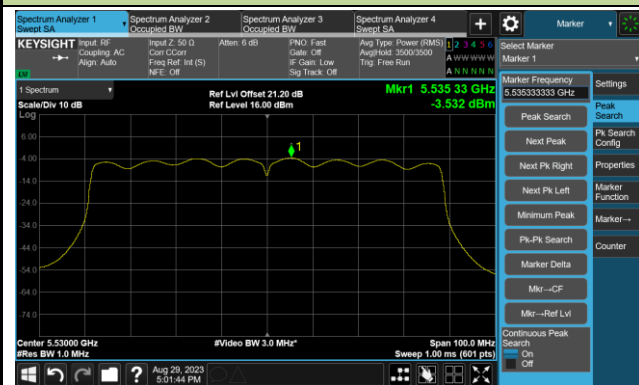 Spectrum Analyzer 1
Swept SA
Spectrum Analyzer 2
Occupied BW
Spectrum Analyzer 3
Occupied BW
Spectrum Analyzer 4
Swept SA
+
Marker
KEYSIGHT
Input: RF
Coupling: AC
Align: Auto
Input Z: 50 Ω
Corr CCorr
Freq Ref: Int (S)
NFE: Off
Atten: 6 dB
PNO: Fast
Gate: Off
IF Gain: Low
Sig Track: Off
Avg Type: Power (RMS)
Avg|Hold: 3500/3500
Trig: Free Run
1 2 3 4 5 6
A W W W W W
A N N N N N
Select Marker
Marker 1
1 Spectrum
Scale/Div 10 dB
Log
Ref Lvl Offset 21.20 dB
Ref Level 16.00 dBm
Mkr1 5.535 33 GHz
-3.532 dBm
1
6.00
-4.00
-14.0
-24.0
-34.0
-44.0
-54.0
-64.0
-74.0
Center 5.53000 GHz
#Res BW 1.0 MHz
#Video BW 3.0 MHz*
Span 100.0 MHz
Sweep 1.00 ms (601 pts)
Marker Frequency
5.535333333 GHz
Peak Search
Next Peak
Next Pk Right
Next Pk Left
Minimum Peak
Pk-Pk Search
Marker Delta
Mkr→CF
Mkr→Ref Lvl
Continuous Peak
Search
On
Off
Settings
Peak
Search
Pk Search
Config
Properties
Marker
Function
Marker→
Counter
?
Aug 29, 2023
5:01:44 PM